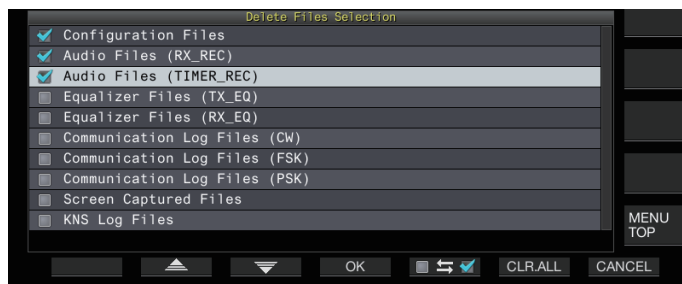 Delete Files Selection
Configuration Files
Audio Files (RX_REC)
Audio Files (TIMER_REC)
Equalizer Files (TX_EQ)
Equalizer Files (RX_EQ)
Communication Log Files (CW)
Communication Log Files (FSK)
Communication Log Files (PSK)
Screen Captured Files
KNS Log Files
MENU
TOP
OK CLR.ALL CANCEL